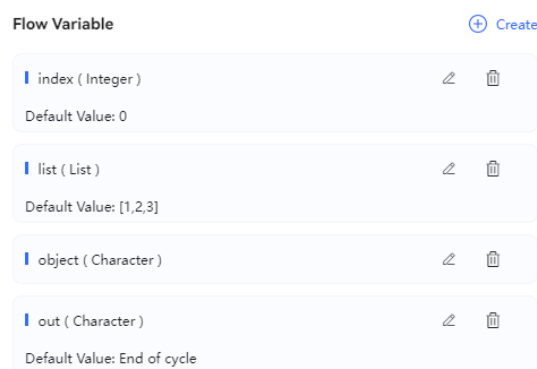 Flow Variable
Create
index ( Integer )
Default Value: 0
list ( List )
Default Value: [1,2,3]
object ( Character )
out ( Character )
Default Value: End of cycle